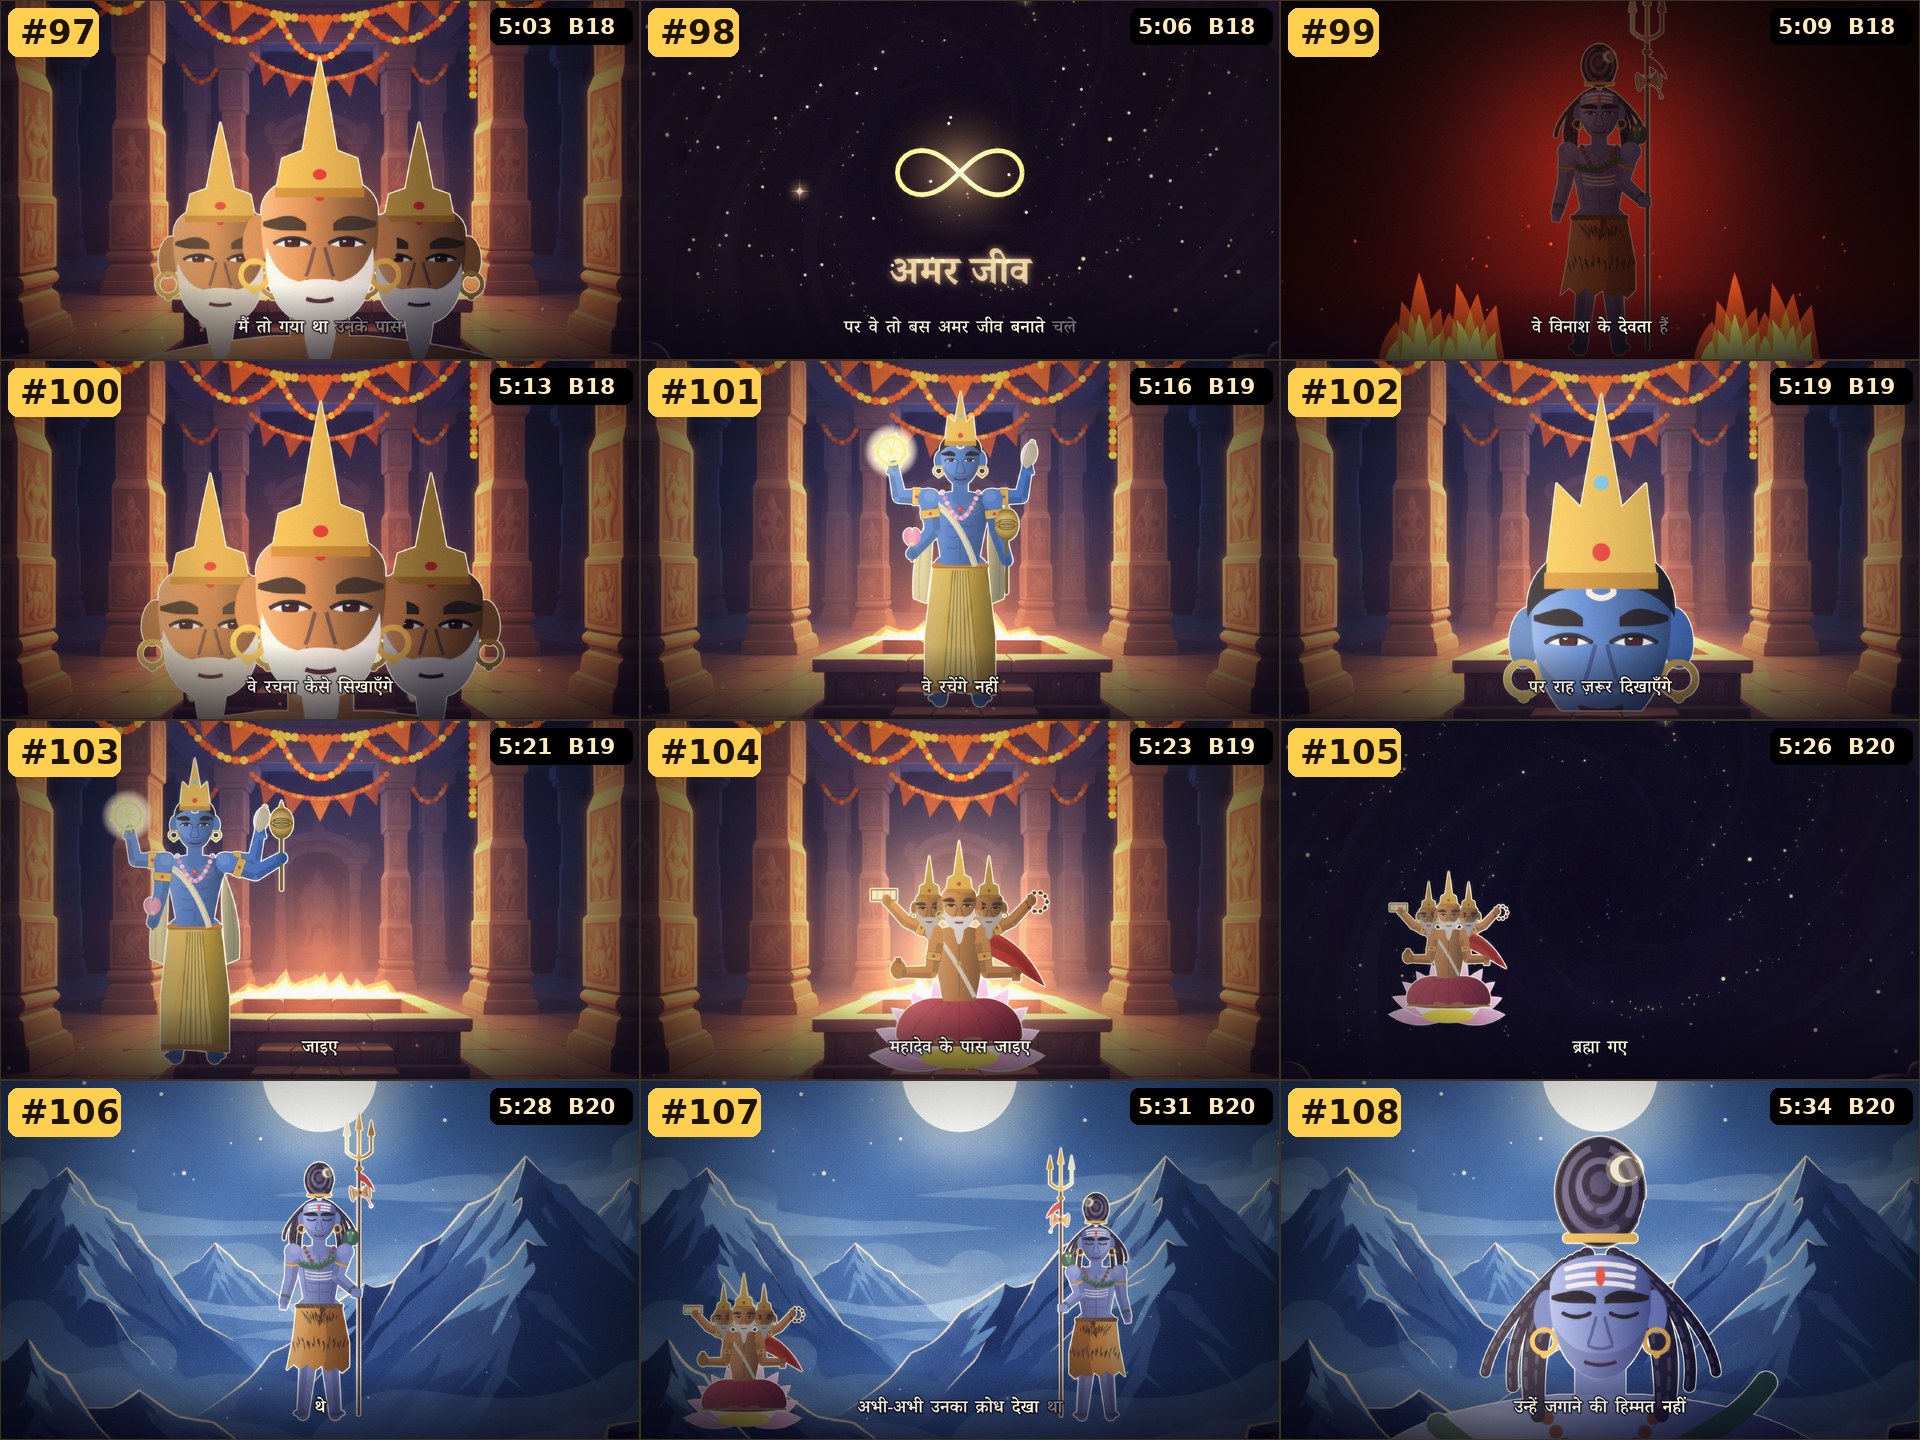 #97
5:03 B18
मैं तो गया था उनके पास
#98
5:06 B18
अमर जीव
पर वे तो बस अमर जीव बनाते चले
#99
5:09 B18
वे विनाश के देवता हैं
#100
5:13 B18
वे रचना कैसे सिखाएँगे
#101
5:16 B19
वे रचेंगे नहीं
#102
5:19 B19
पर राह ज़रूर दिखाएँगे
#103
5:21 B19
जाइए
#104
5:23 B19
महादेव के पास जाइए
#105
5:26 B20
ब्रह्मा गए
#106
5:28 B20
थे
#107
5:31 B20
अभी-अभी उनका क्रोध देखा था
#108
5:34 B20
उन्हें जगाने की हिम्मत नहीं